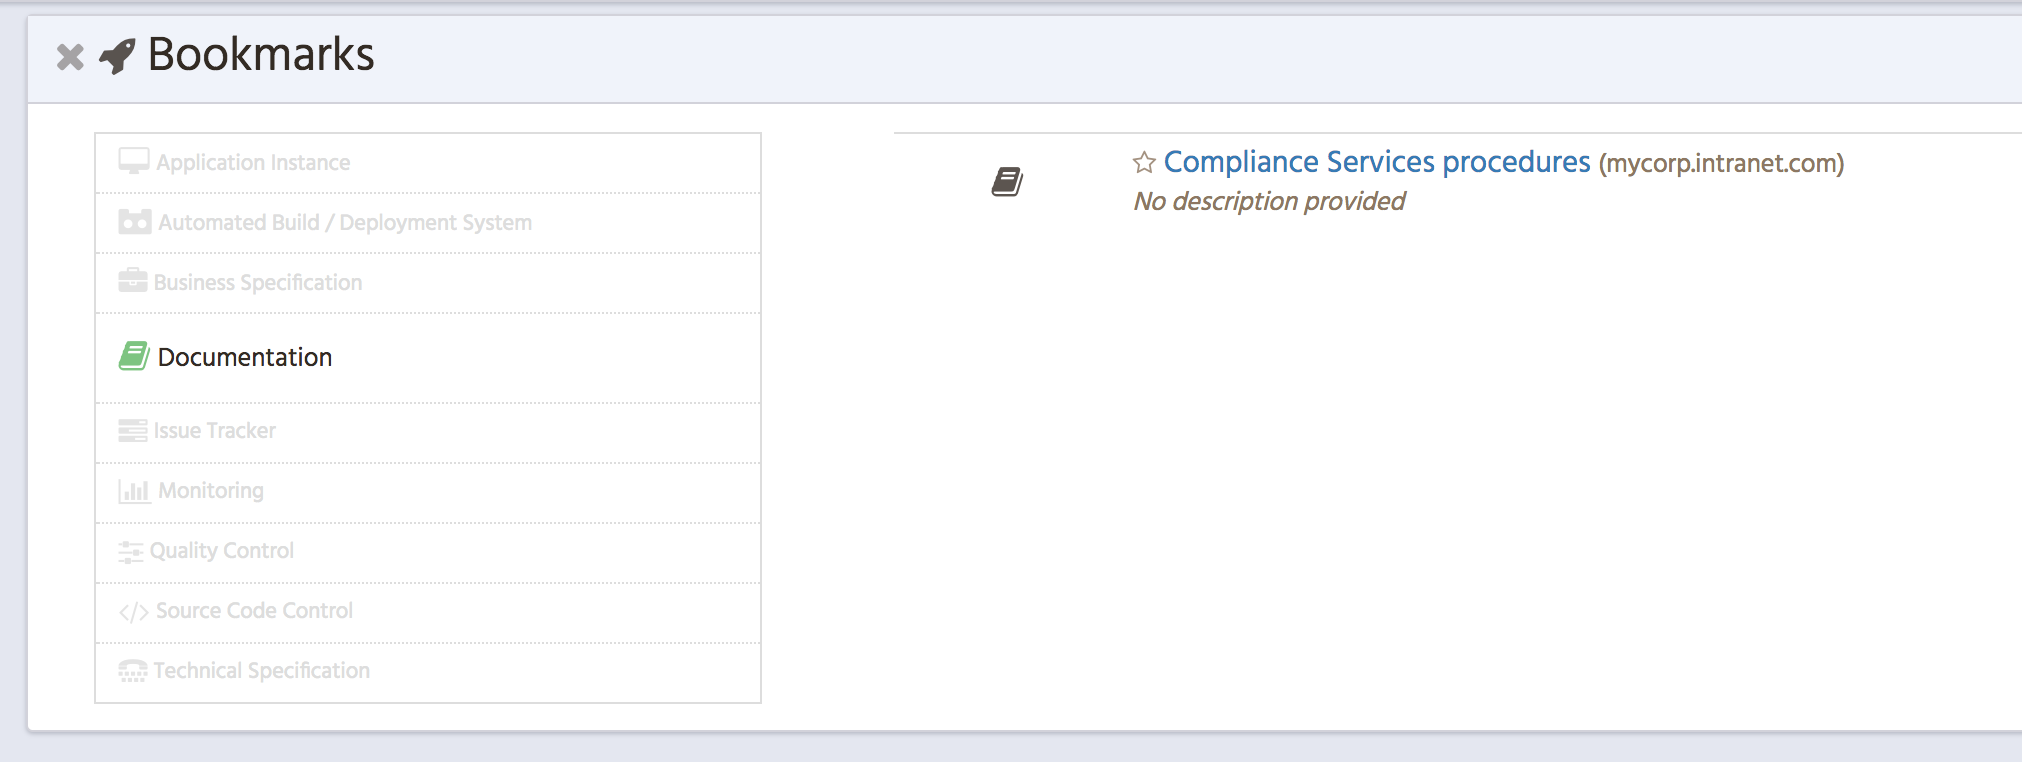 Bookmarks
Application Instance
Automated Build / Deployment System
Business Specification
Documentation
Issue Tracker
Monitoring
Quality Control
Source Code Control
Technical Specification
Compliance Services procedures (mycorp.intranet.com)
No description provided